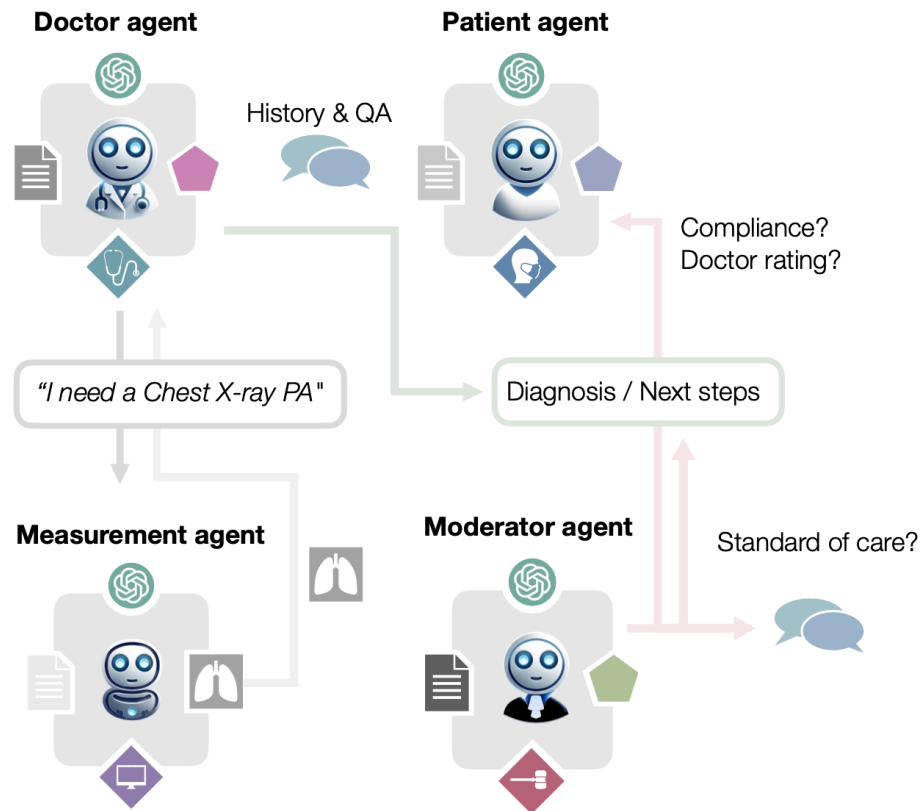 Doctor agent
Patient agent
History & QA
Compliance?
Doctor rating?
“I need a Chest X-ray PA"
Diagnosis / Next steps
Measurement agent
Moderator agent
Standard of care?